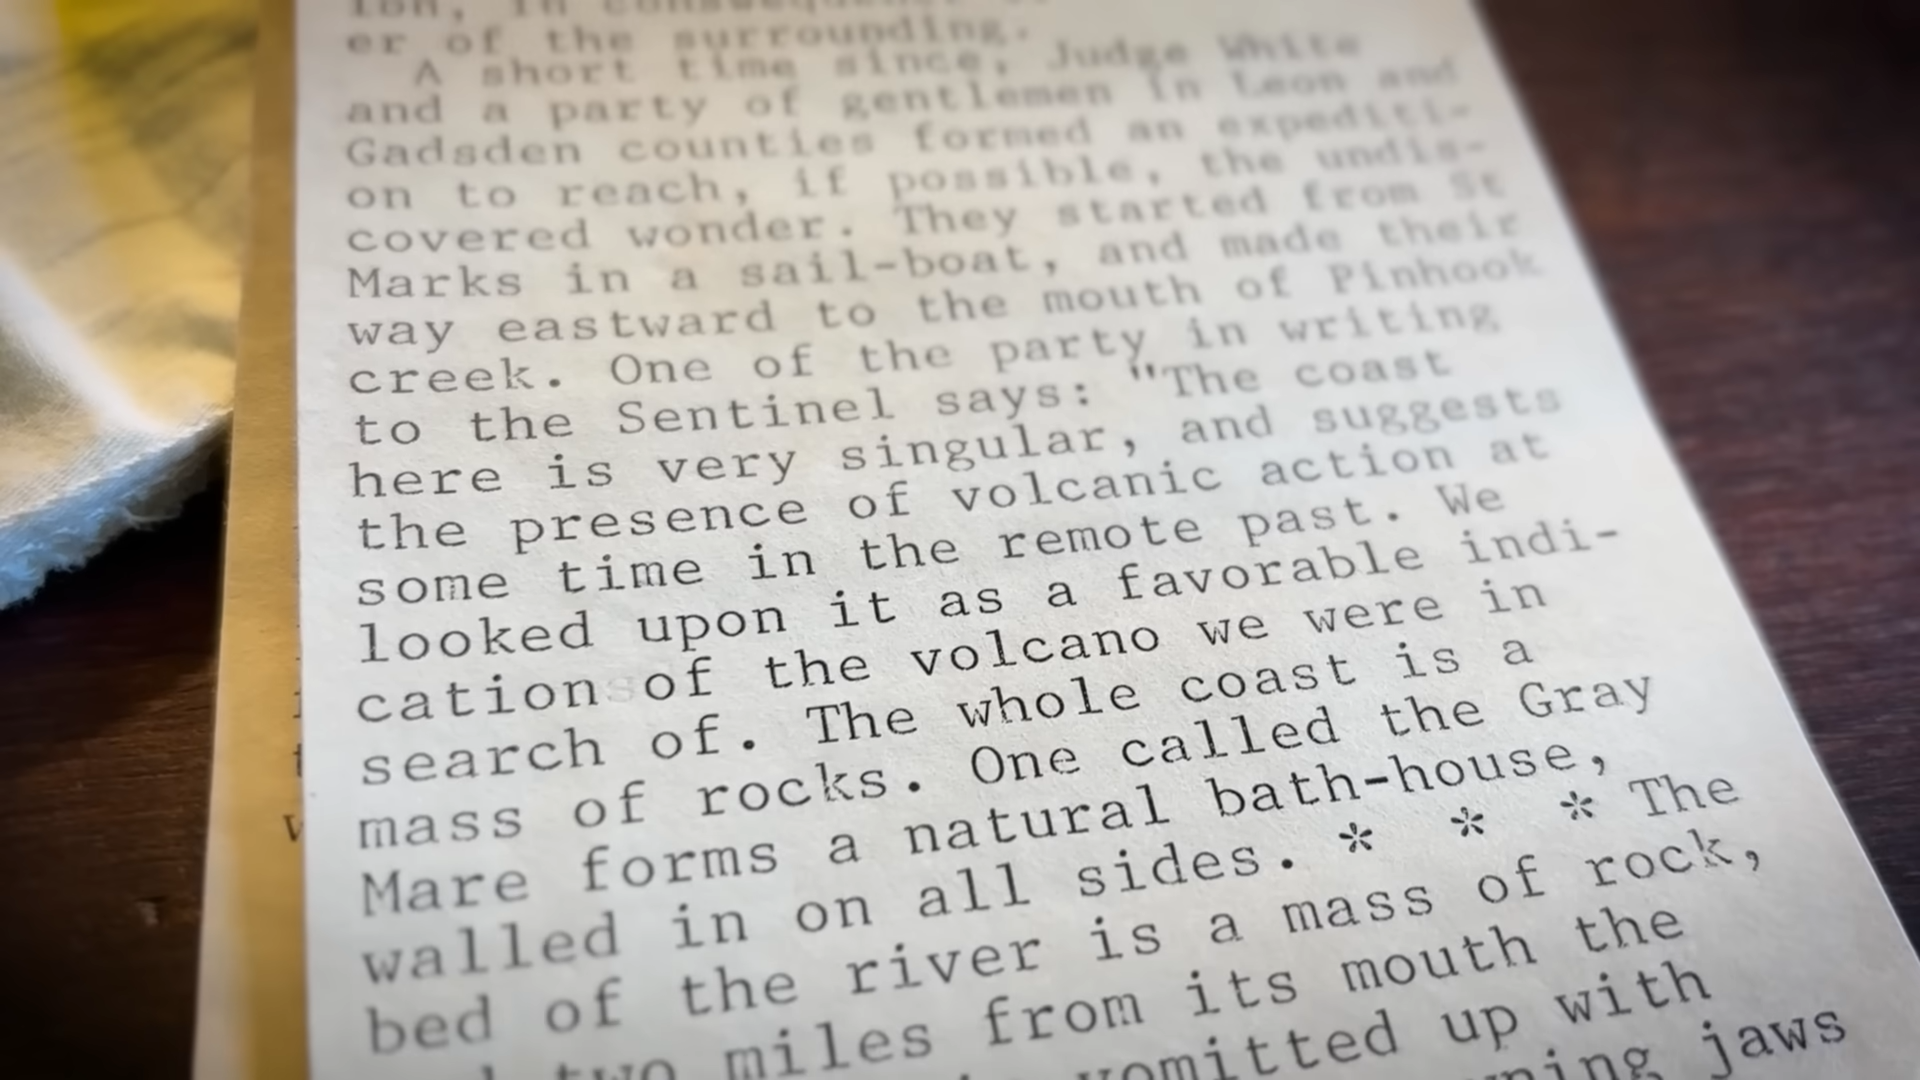 er of the surrounding.
A short time since, Judge White
and a party of gentlemen in Leon and
Gadsden counties formed an expediti-
on to reach, if possible, the undis-
covered wonder. They started from St
Marks in a sail-boat, and made their
way eastward to the mouth of Pinhook
creek. One of the party in writing
to the Sentinel says: "The coast
here is very singular, and suggests
the presence of volcanic action at
some time in the remote past. We
looked upon it as a favorable indi-
cation of the volcano we were in
search of. The whole coast is a
mass of rocks. One called the Gray
Mare forms a natural bath-house,
walled in on all sides. * * * The
bed of the river is a mass of rock,
two miles from its mouth the
vomitted up with
jaws